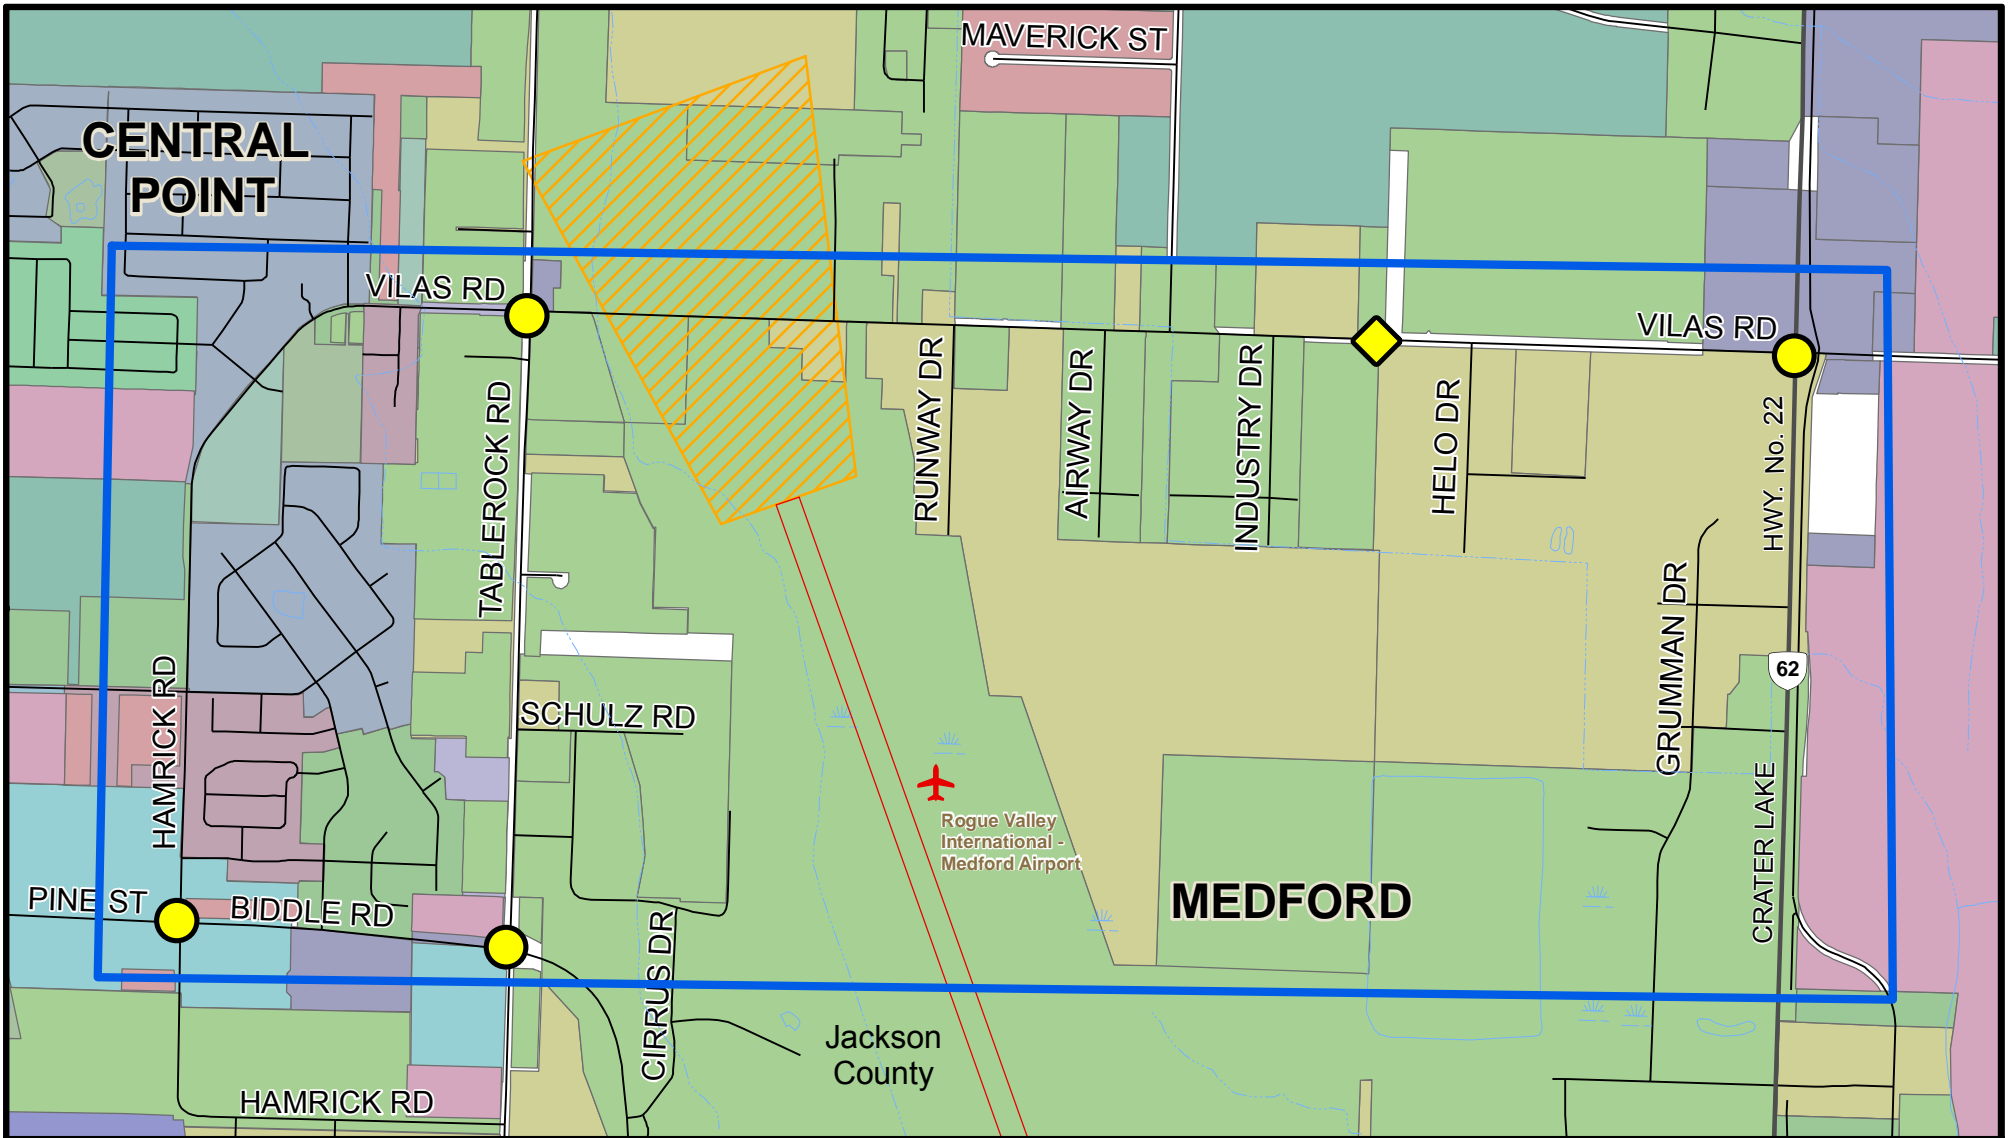 MAVERICK ST
CENTRAL
POINT
VILAS RD
VILAS RD
TABLEROCK RD
RUNWAY DR
AIRWAY DR
INDUSTRY DR
HELO DR
HWY. No. 22
GRUMMAN DR
62
HAMRICK RD
SCHULZ RD
CRATER LAKE
Rogue Valley
International -
Medford Airport
MEDFORD
PINE ST
BIDDLE RD
CIRRUS DR
Jackson
County
HAMRICK RD